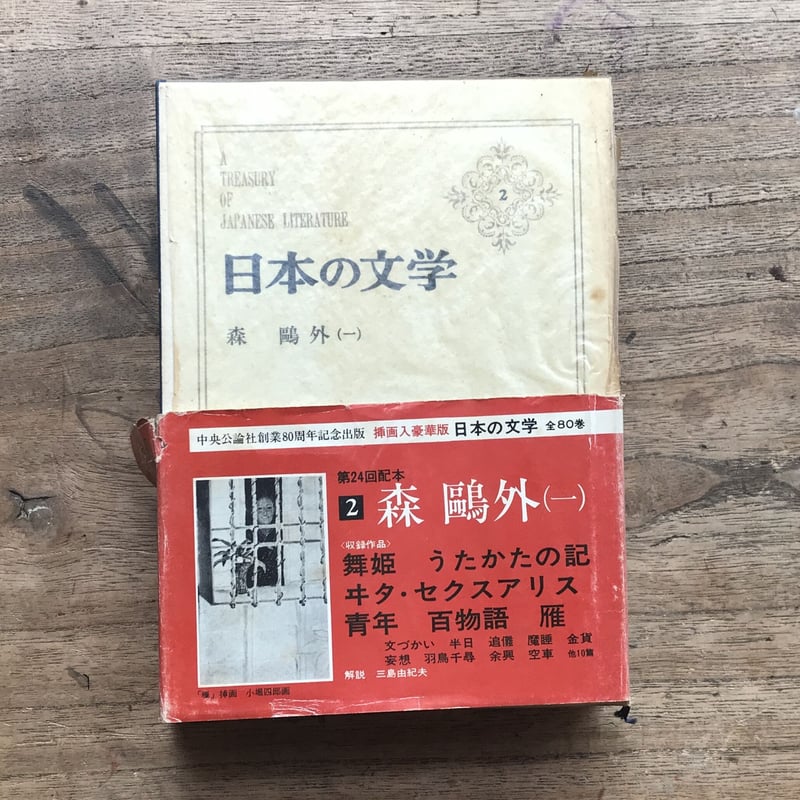 A
TREASURY
OF
JAPANESE LITERATURE
2
日本の文学
森 鷗外(一)
中央公論社創業80周年記念出版 挿画入豪華版 日本の文学 全80巻
第24回配本
2 森 鷗外(一)
〈収録作品〉
舞姫 うたかたの記
ヰタ・セクスアリス
青年 百物語 雁
文づかい 半日 追儺 魔睡 金貨
妄想 羽鳥千尋 余興 空車 他10篇
解説 三島由紀夫
「雁」挿画 小堀四郎画